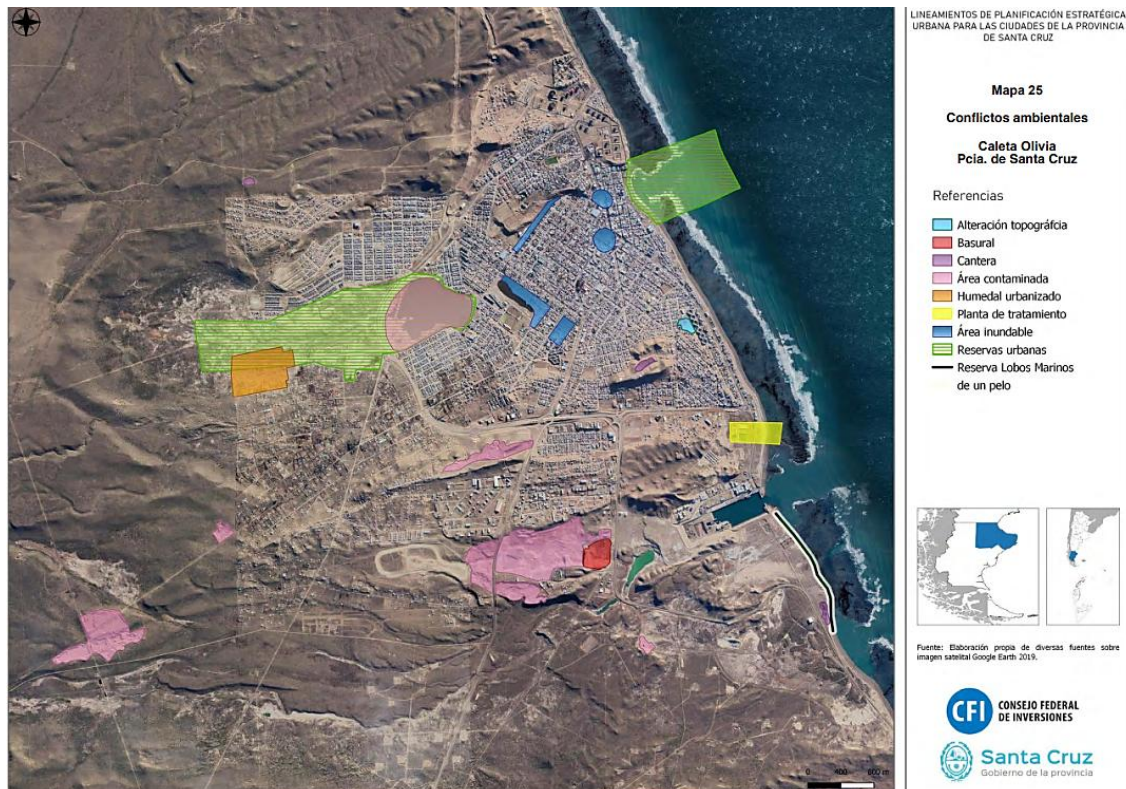 LINEAMIENTOS DE PLANIFICACIÓN ESTRATÉGICA
URBANA PARA LAS CIUDADES DE LA PROVINCIA
DE SANTA CRUZ
Mapa 25
Conflictos ambientales
Caleta Olivia
Pcia. de Santa Cruz
Referencias
Alteración topográfcia
Basural
Cantera
Área contaminada
Humedal urbanizado
Planta de tratamiento
Área inundable
Reservas urbanas
Reserva Lobos Marinos
de un pelo
Fuente: Elaboración propia de diversas fuentes sobre
imagen satelital Google Earth 2019.
CFI CONSEJO FEDERAL
DE INVERSIONES
Santa Cruz
Gobierno de la provincia
0 400 800 m